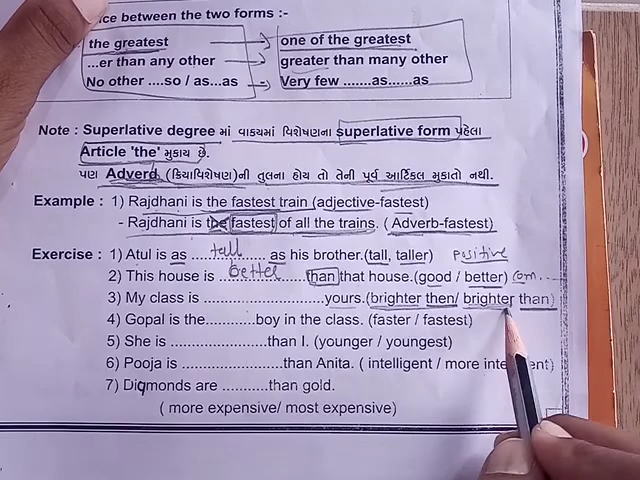 ce between the two forms :-
the greatest one of the greatest
...er than any other greater than many other
No other ....so / as...as Very few .......as......as
Note : Superlative degree માં વાક્યમાં વિશેષણના superlative form પહેલા
Article 'the' મુકાય છે.
પણ Adverb (ક્રિયાવિશેષણ)ની તુલના હોય તો તેની પૂર્વ આર્ટિકલ મુકાતો નથી.
Example : 1) Rajdhani is the fastest train (adjective-fastest)
- Rajdhani is the fastest of all the trains. ( Adverb-fastest)
Exercise : 1) Atul is as .....tall....... as his brother.(tall, taller) positive
2) This house is ...better........ than that house.(good / better) com....
3) My class is ..............................yours.(brighter then/ brighter than)
4) Gopal is the............boy in the class. (faster / fastest)
5) She is .......................than I. (younger / youngest)
6) Pooja is .........................than Anita. ( intelligent / more intelligent)
7) Diamonds are ...........than gold.
( more expensive/ most expensive)